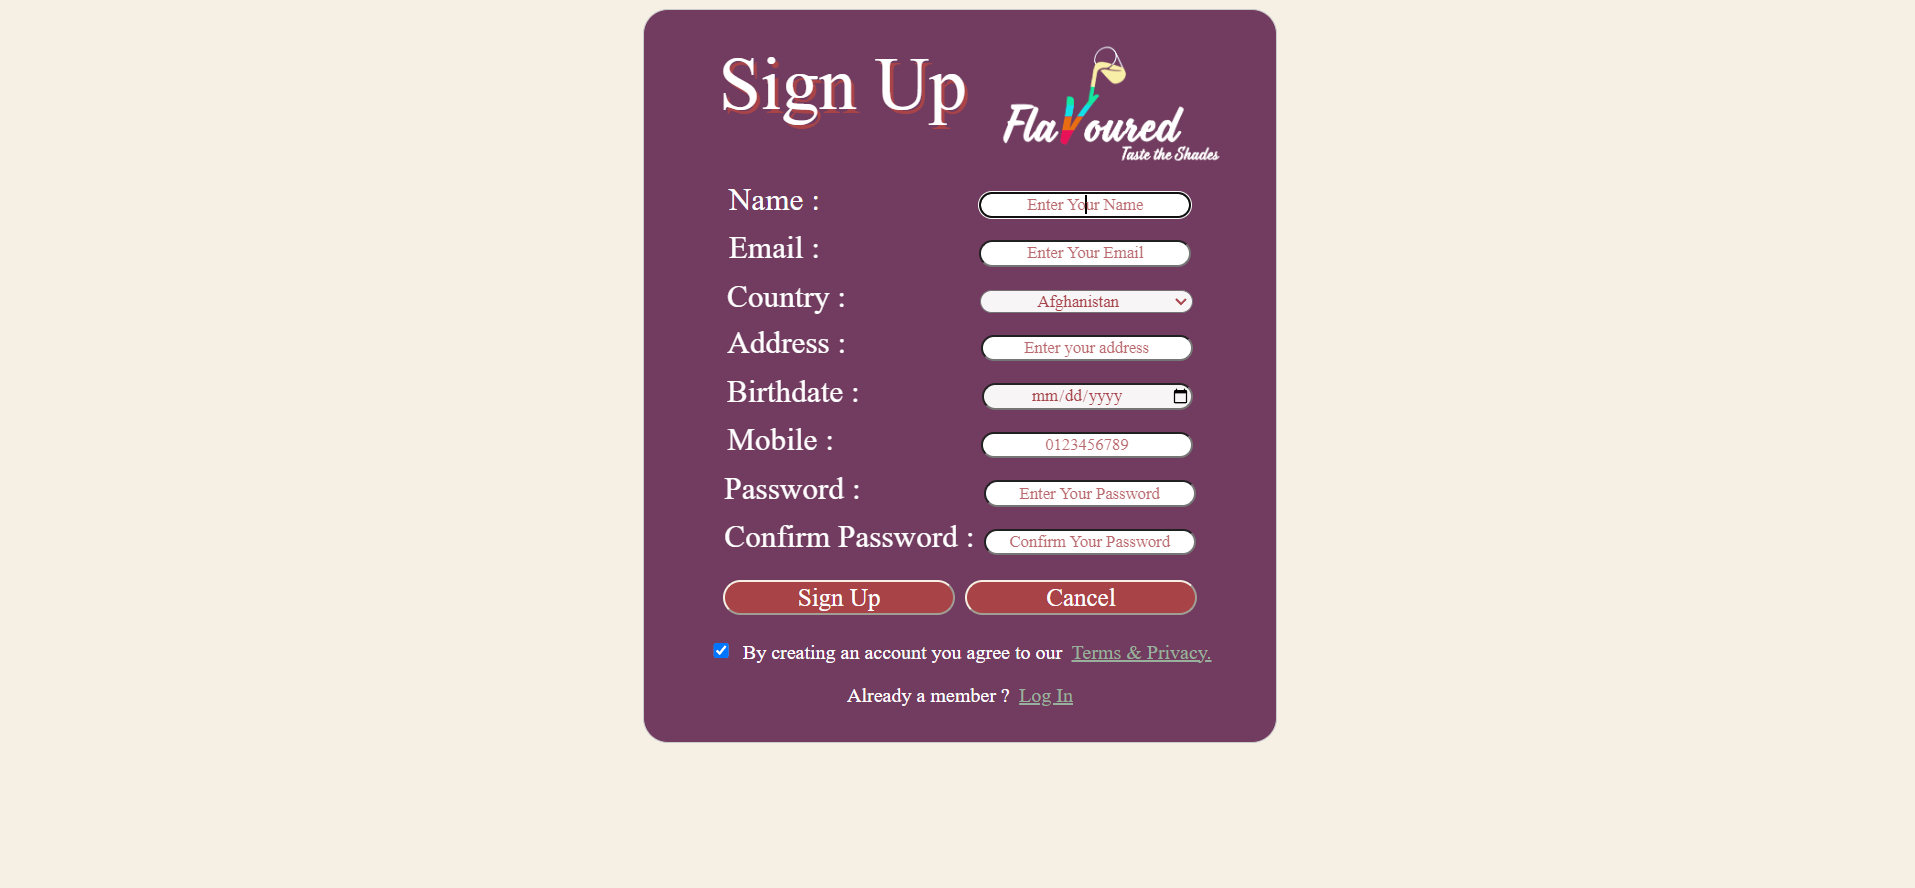 Sign Up
FlaVoured
Taste the Shades
Name : Enter Your Name
Email : Enter Your Email
Country : Afghanistan
Address : Enter your address
Birthdate : mm/dd/yyyy
Mobile : 0123456789
Password : Enter Your Password
Confirm Password : Confirm Your Password
Sign Up Cancel
By creating an account you agree to our Terms & Privacy.
Already a member ? Log In